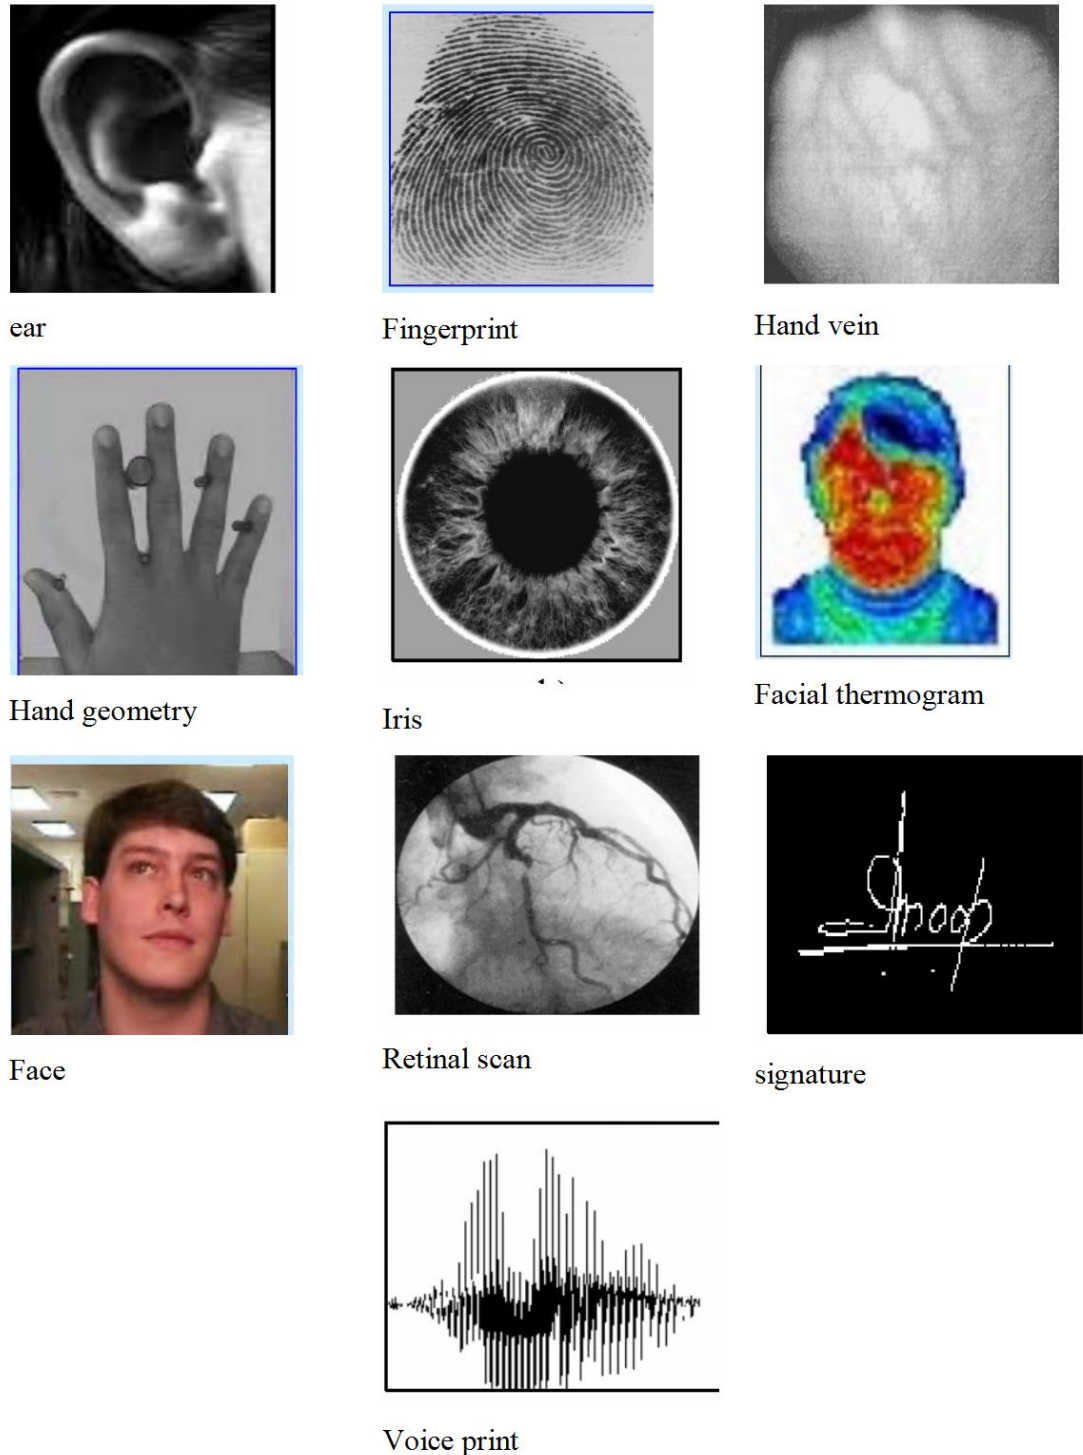 ear
Fingerprint
Hand vein
Hand geometry
Iris
Facial thermogram
Face
Retinal scan
signature
Voice print